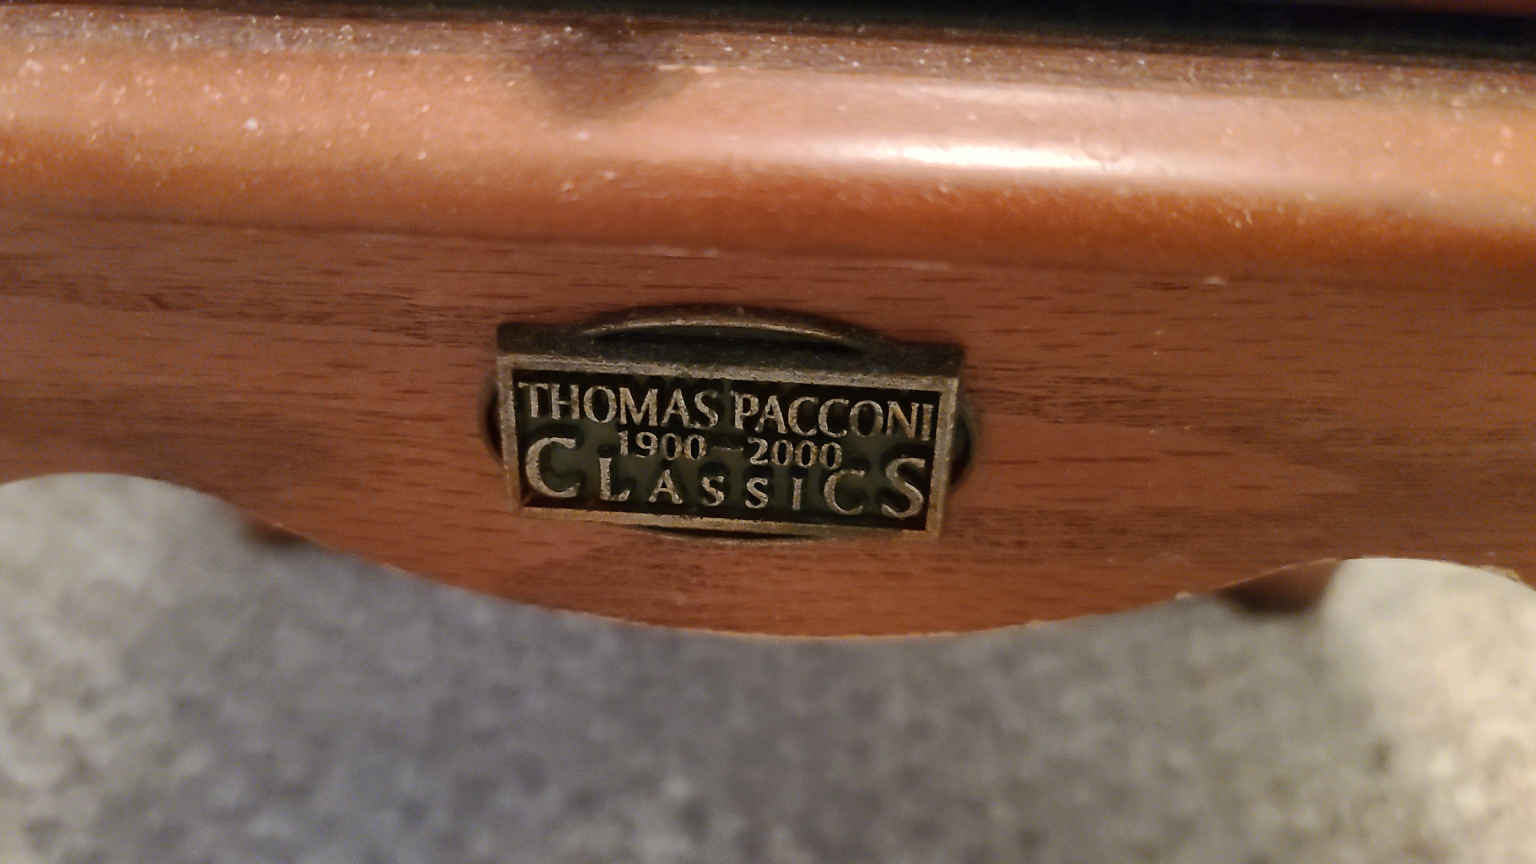 THOMAS PACCONI
1900—2000
CLASSICS